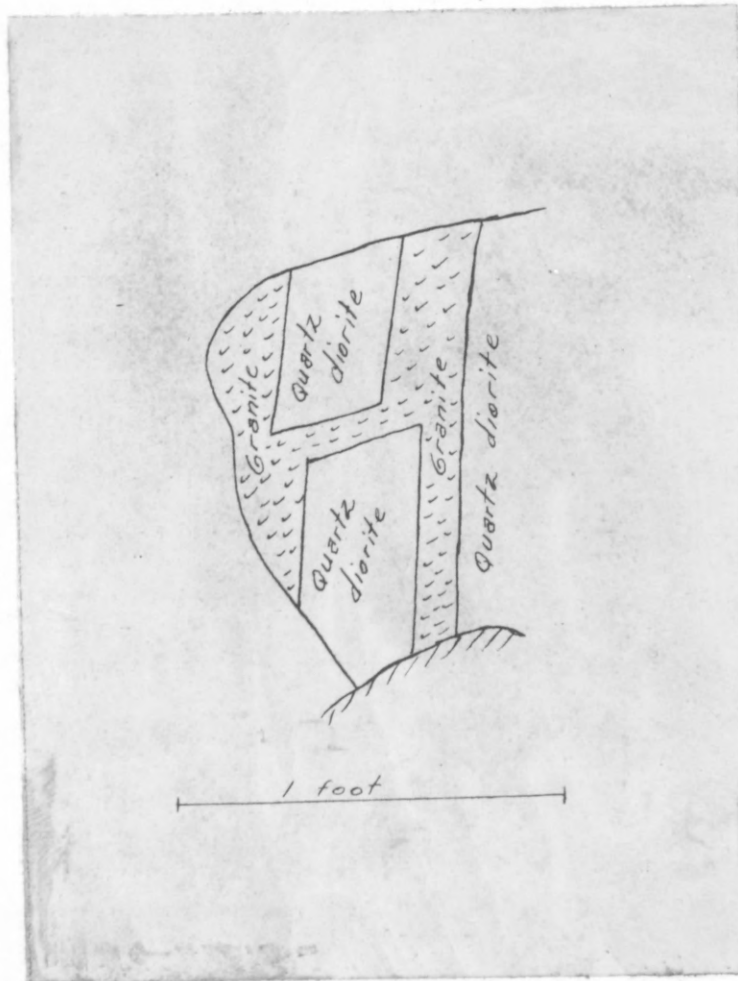 Granite
Quartz
diorite
Granite
Quartz diorite
Quartz
diorite
1 foot